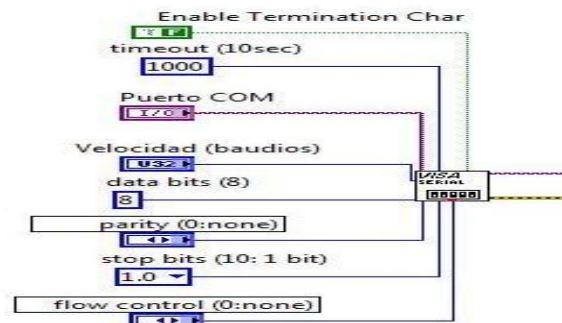 Enable Termination Char
T F
timeout (10sec)
1000
Puerto COM
I/O
Velocidad (baudios)
U32
VISA
SERIAL
data bits (8)
8
parity (0:none)
stop bits (10: 1 bit)
1.0
flow control (0:none)